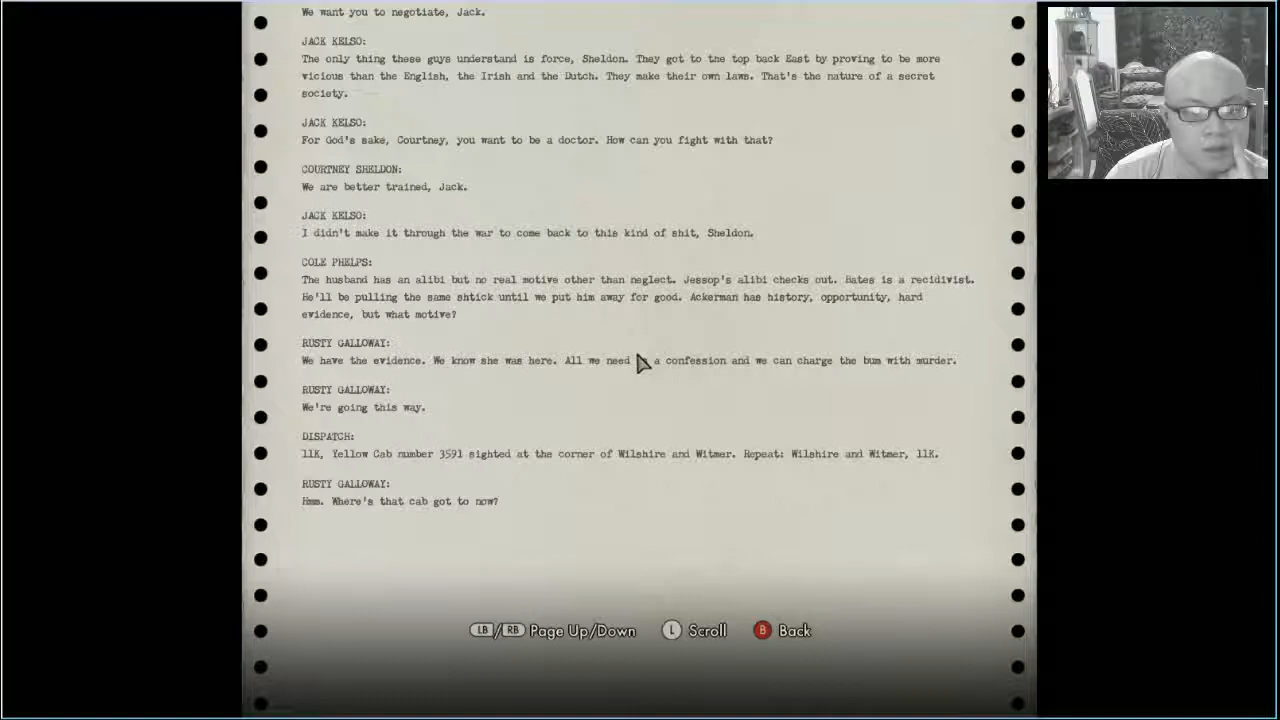 We want you to negotiate, Jack.
JACK KELSO:
The only thing these guys understand is force, Sheldon. They got to the top back East by proving to be more
vicious than the English, the Irish and the Dutch. They make their own laws. That's the nature of a secret
society.
JACK KELSO:
For God's sake, Courtney, you want to be a doctor. How can you fight with that?
COURTNEY SHELDON:
We are better trained, Jack.
JACK KELSO:
I didn't make it through the war to come back to this kind of shit, Sheldon.
COLE PHELPS:
The husband has an alibi but no real motive other than neglect. Jessop's alibi checks out. Bates is a recidivist.
He'll be pulling the same shtick until we put him away for good. Ackerman has history, opportunity, hard
evidence, but what motive?
RUSTY GALLOWAY:
We have the evidence. We know she was here. All we need a confession and we can charge the bum with murder.
RUSTY GALLOWAY:
We're going this way.
DISPATCH:
11K, Yellow Cab number 3591 sighted at the corner of Wilshire and Witmer. Repeat: Wilshire and Witmer, 11K.
RUSTY GALLOWAY:
Hmm. Where's that cab got to now?
LB/RB Page Up/Down L Scroll B Back